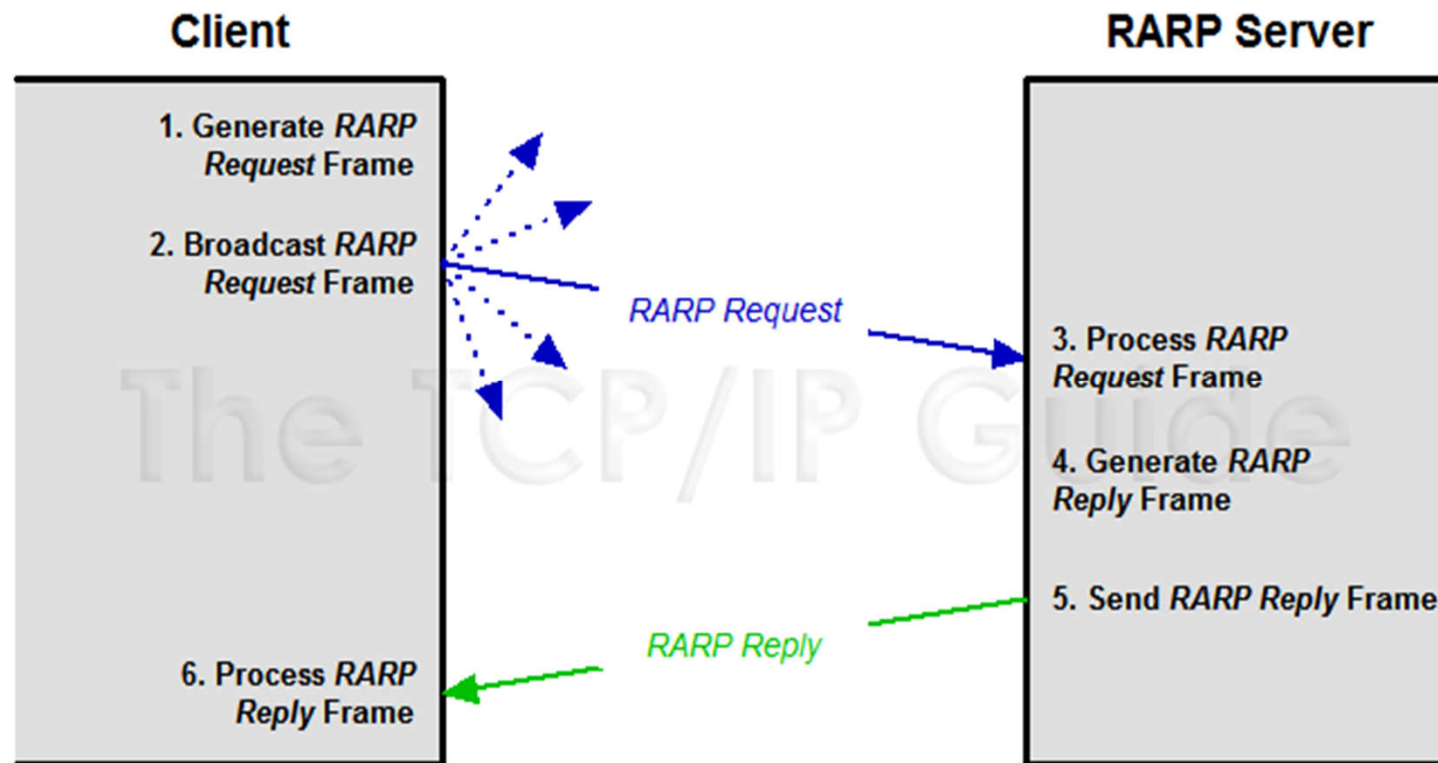 Client
RARP Server
1. Generate RARP
Request Frame
2. Broadcast RARP
Request Frame
RARP Request
3. Process RARP
Request Frame
The TCP/IP Guide
4. Generate RARP
Reply Frame
5. Send RARP Reply Frame
RARP Reply
6. Process RARP
Reply Frame